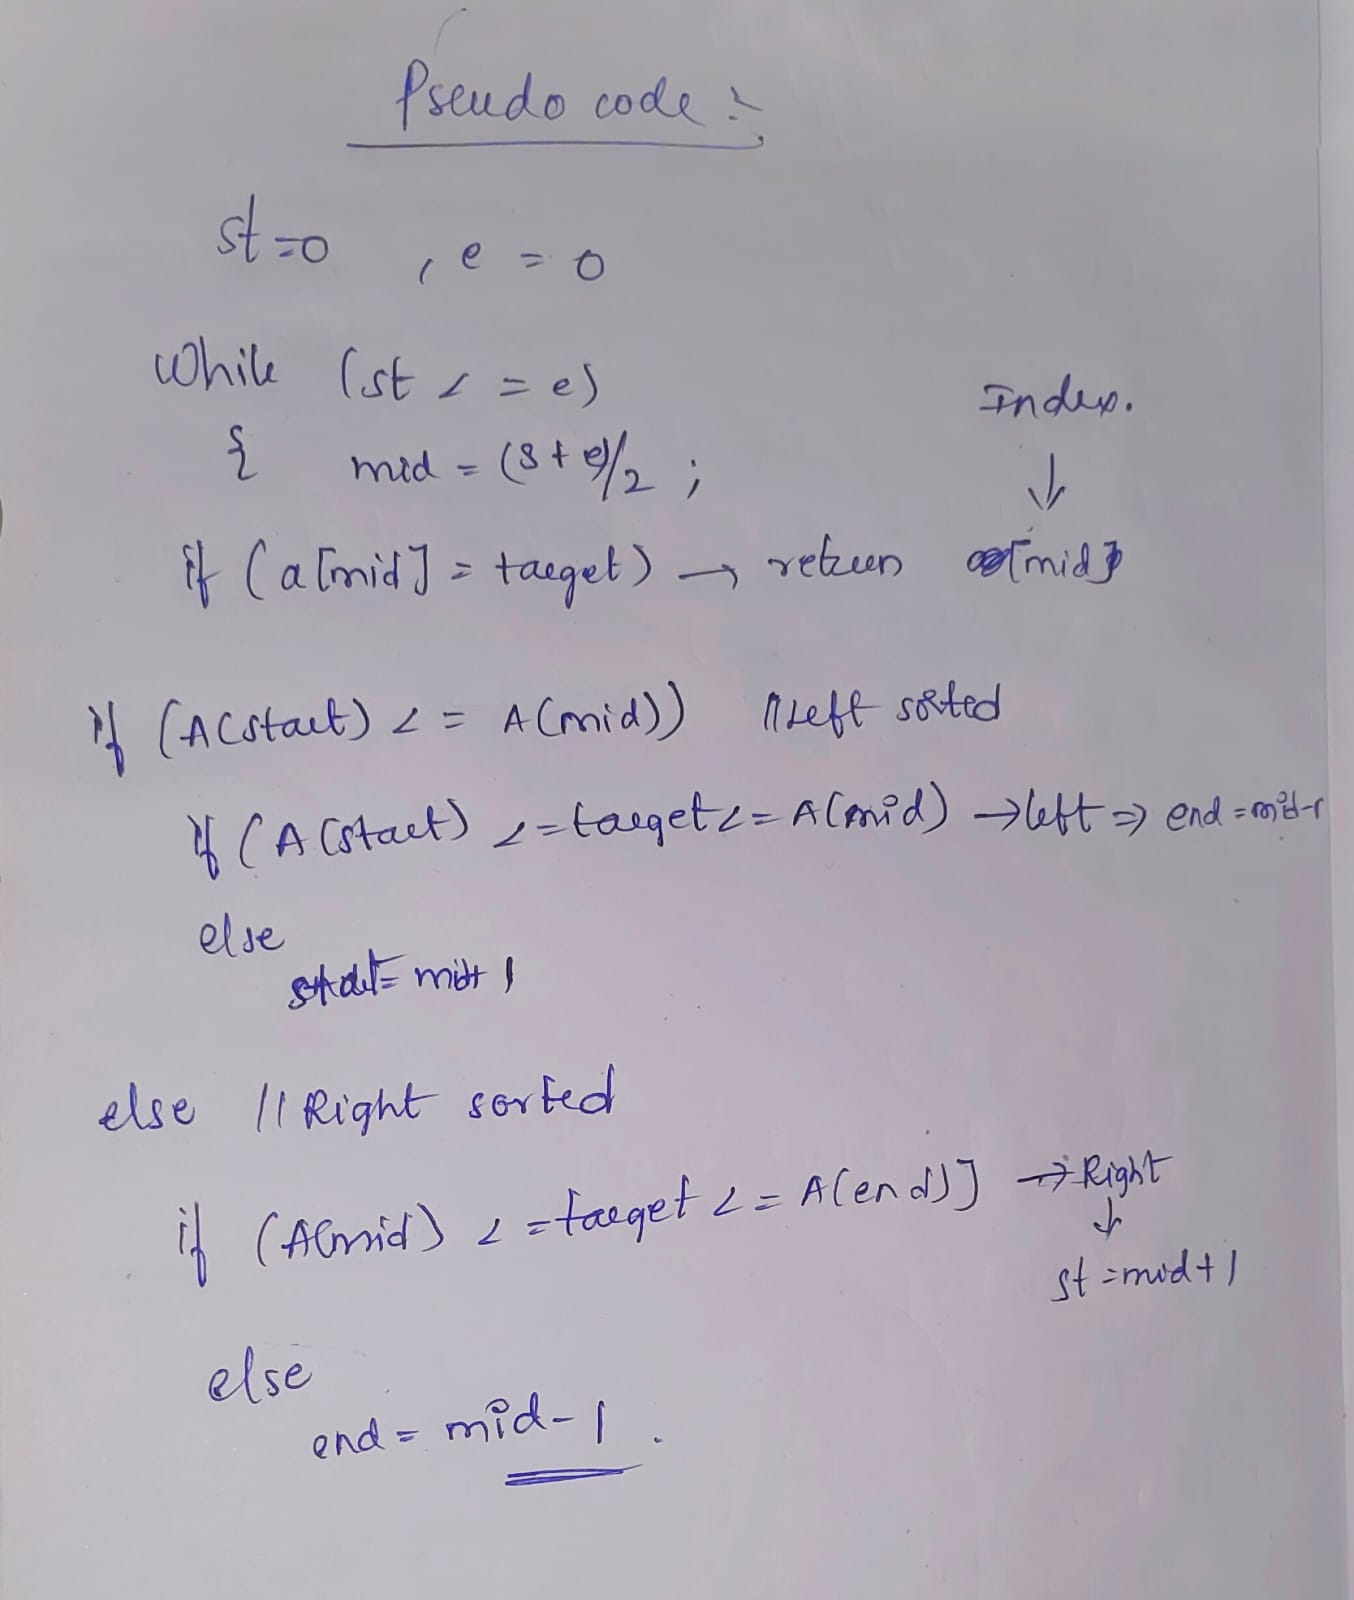 Pseudo code :-
st=0 , e = 0
while (st <= e)
{ mid = (s+e)/2 ;
Index.
↓
if (a[mid] = target) → return [mid]
if (A(start) <= A(mid)) // Left sorted
if (A(start) <= target <= A(mid) → left ⇒ end = mid-1
else
start = mid+1
else // Right sorted
if (A(mid) <= target <= A(end)] → Right
↓
st = mid+1
else
end = mid-1.